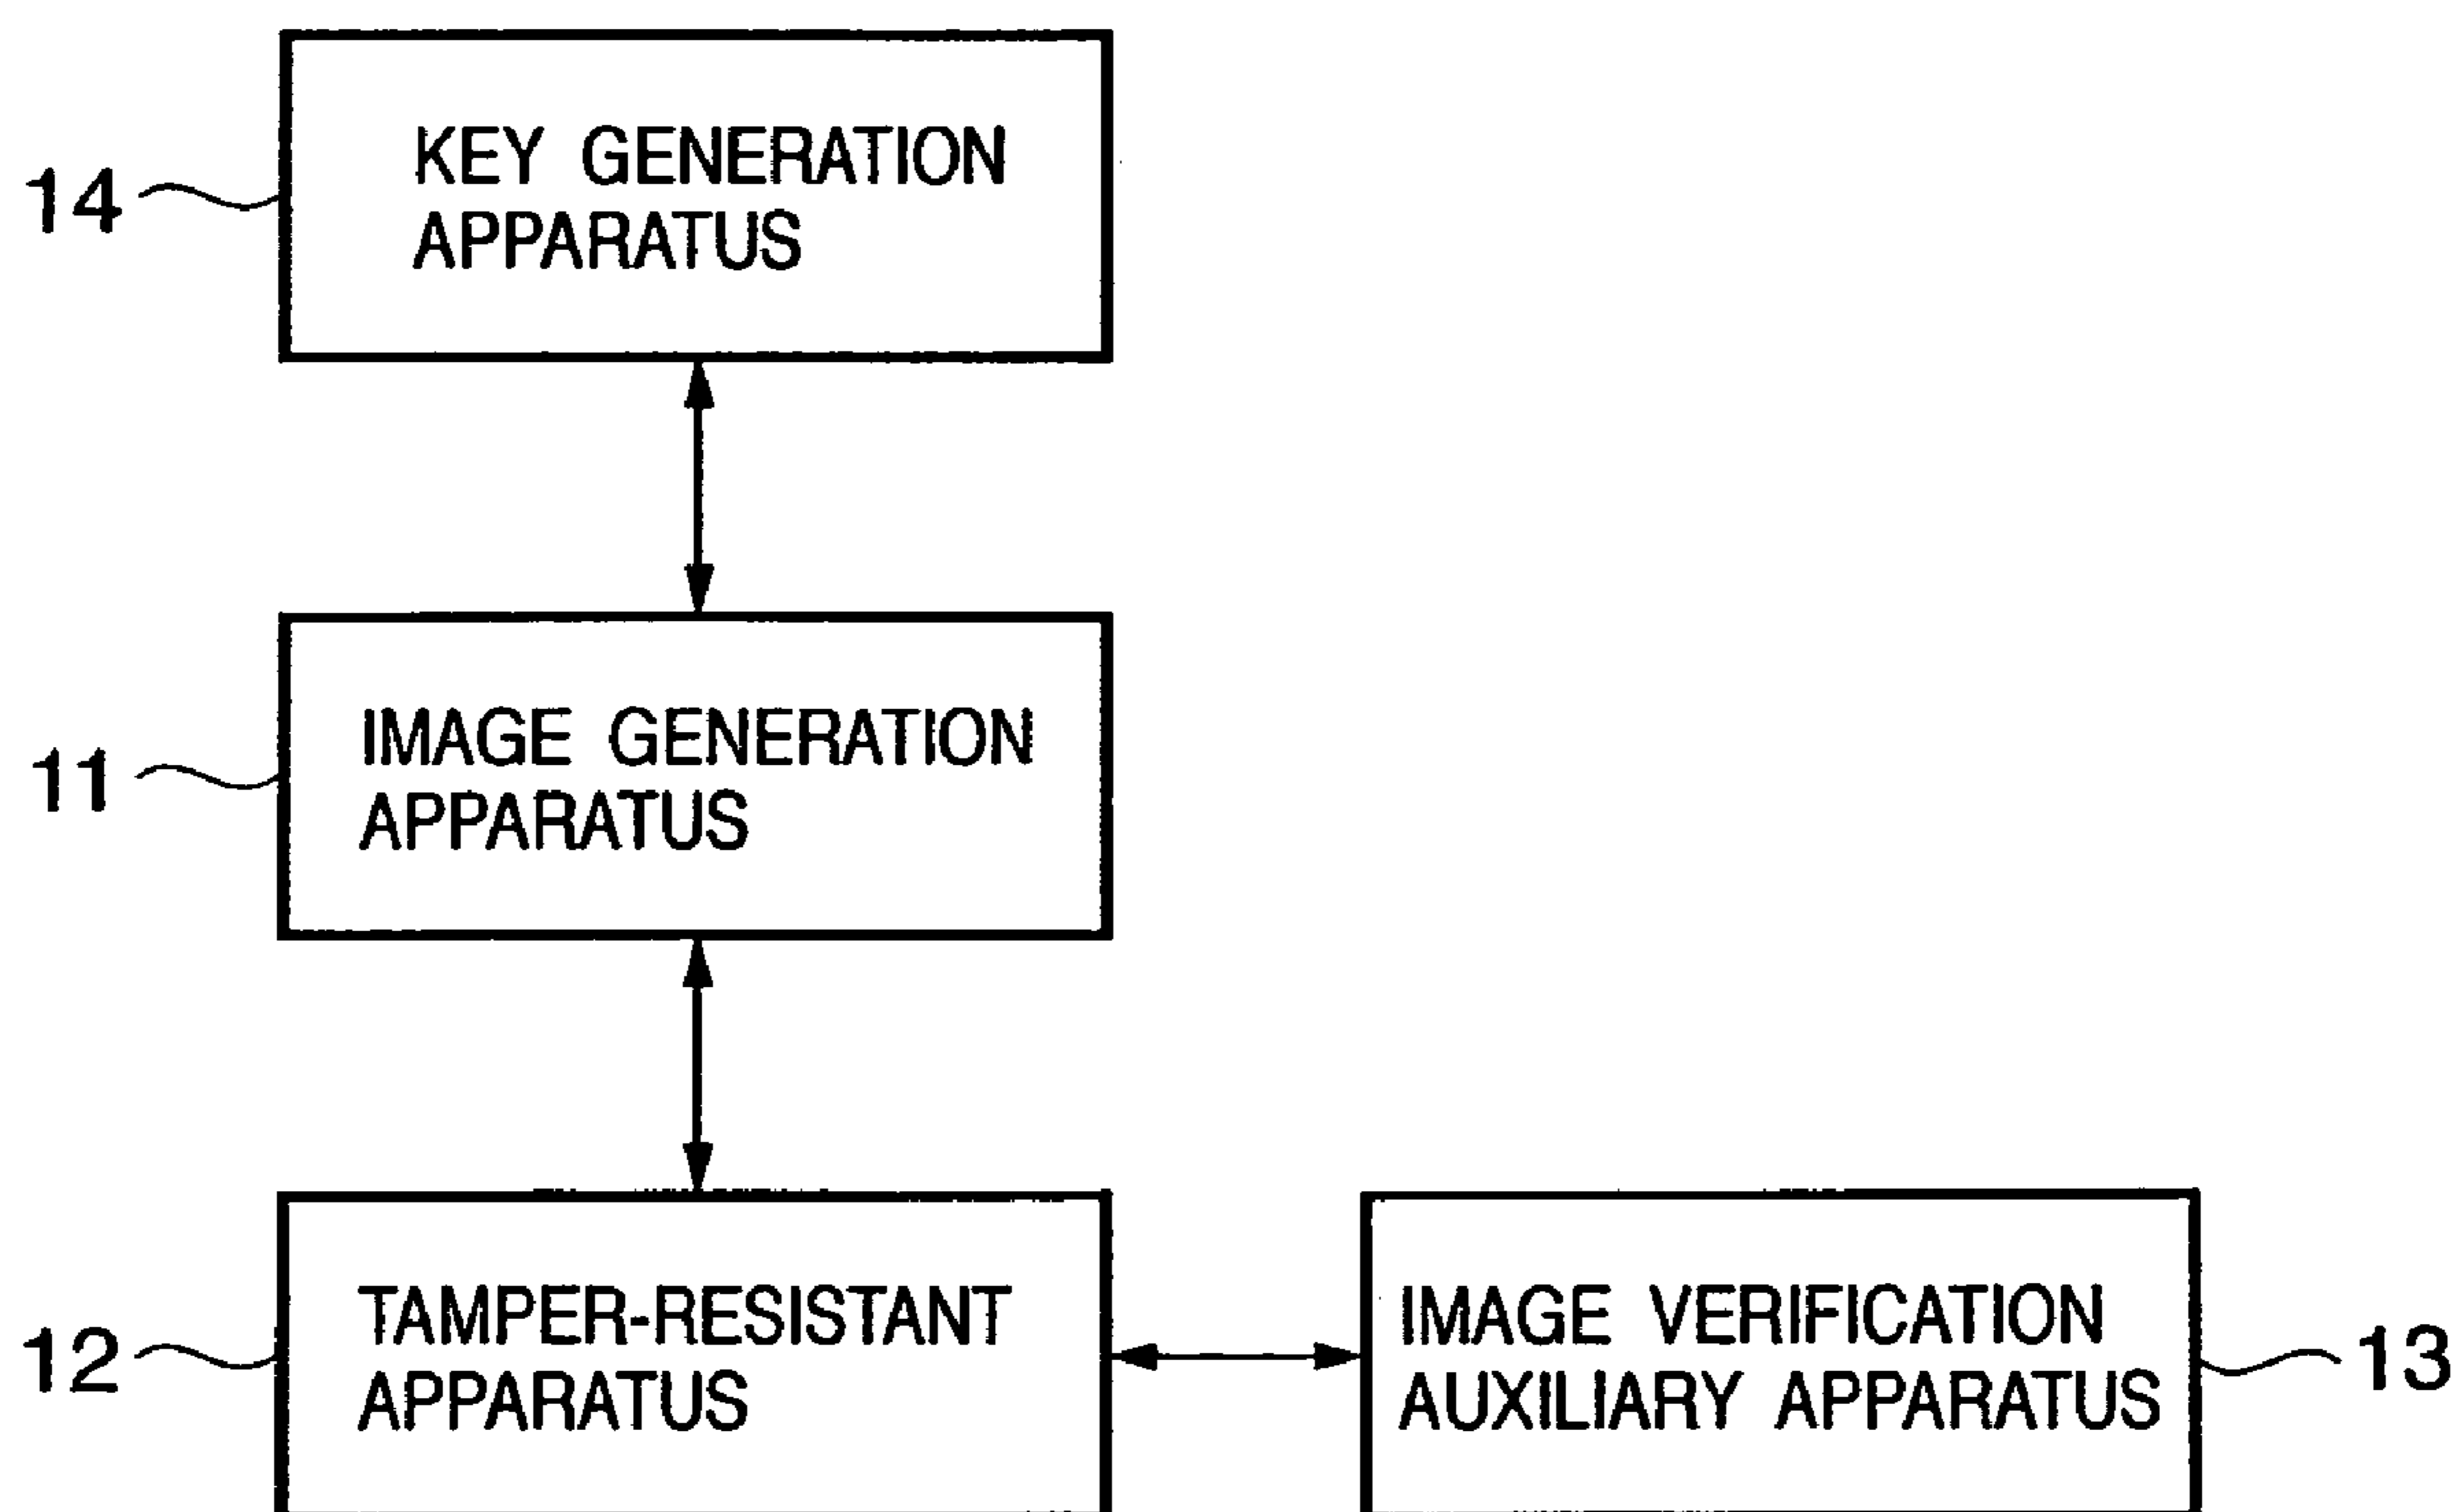 14
KEY GENERATION
APPARATUS
11
IMAGE GENERATION
APPARATUS
12
TAMPER-RESISTANT
APPARATUS
IMAGE VERIFICATION
AUXILIARY APPARATUS
13